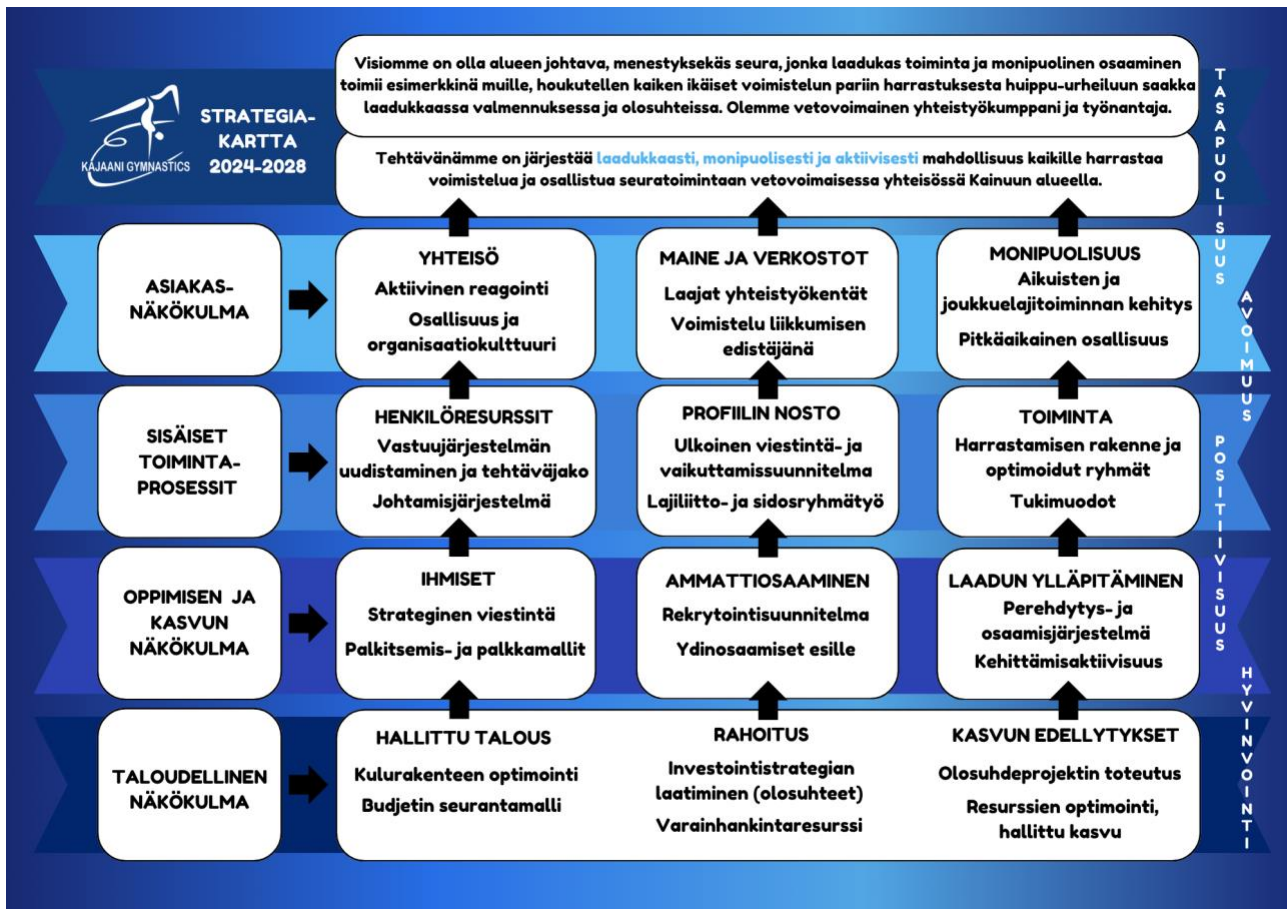 Visiomme on olla alueen johtava, menestyksekäs seura, jonka laadukas toiminta ja monipuolinen osaaminen
toimii esimerkkinä muille, houkutellen kaiken ikäiset voimistelun pariin harrastuksesta huippu-urheiluun saakka
laadukkaassa valmennuksessa ja olosuhteissa. Olemme vetovoimainen yhteistyökumppani ja työnantaja.
KAJAANI GYMNASTICS
STRATEGIA-
KARTTA
2024-2028
Tehtävänämme on järjestää laadukkaasti, monipuolisesti ja aktiivisesti mahdollisuus kaikille harrastaa
voimistelua ja osallistua seuratoimintaan vetovoimaisessa yhteisössä Kainuun alueella.
ASIAKAS-
NÄKÖKULMA
YHTEISÖ
Aktiivinen reagointi
Osallisuus ja
organisaatiokulttuuri
MAINE JA VERKOSTOT
Laajat yhteistyökentät
Voimistelu liikkumisen
edistäjänä
MONIPUOLISUUS
Aikuisten ja
joukkuelajitoiminnan kehitys
Pitkäaikainen osallisuus
SISÄISET
TOIMINTA-
PROSESSIT
HENKILÖRESURSSIT
Vastuujärjestelmän
uudistaminen ja tehtäväjako
Johtamisjärjestelmä
PROFIILIN NOSTO
Ulkoinen viestintä- ja
vaikuttamissuunnitelma
Lajiliitto- ja sidosryhmätyö
TOIMINTA
Harrastamisen rakenne ja
optimoidut ryhmät
Tukimuodot
OPPIMISEN JA
KASVUN
NÄKÖKULMA
IHMISET
Strateginen viestintä
Palkitsemis- ja palkkamallit
AMMATTIOSAAMINEN
Rekrytointisuunnitelma
Ydinosaamiset esille
LAADUN YLLÄPITÄMINEN
Perehdytys- ja
osaamisjärjestelmä
Kehittämisaktiivisuus
TALOUDELLINEN
NÄKÖKULMA
HALLITTU TALOUS
Kulurakenteen optimointi
Budjetin seurantamalli
RAHOITUS
Investointistrategian
laatiminen (olosuhteet)
Varainhankintaresurssi
KASVUN EDELLYTYKSET
Olosuhdeprojektin toteutus
Resurssien optimointi,
hallittu kasvu
TASAPUOLISUUS
AVOIMUUS
POSITIIVISUUS
HYVINVOINTI